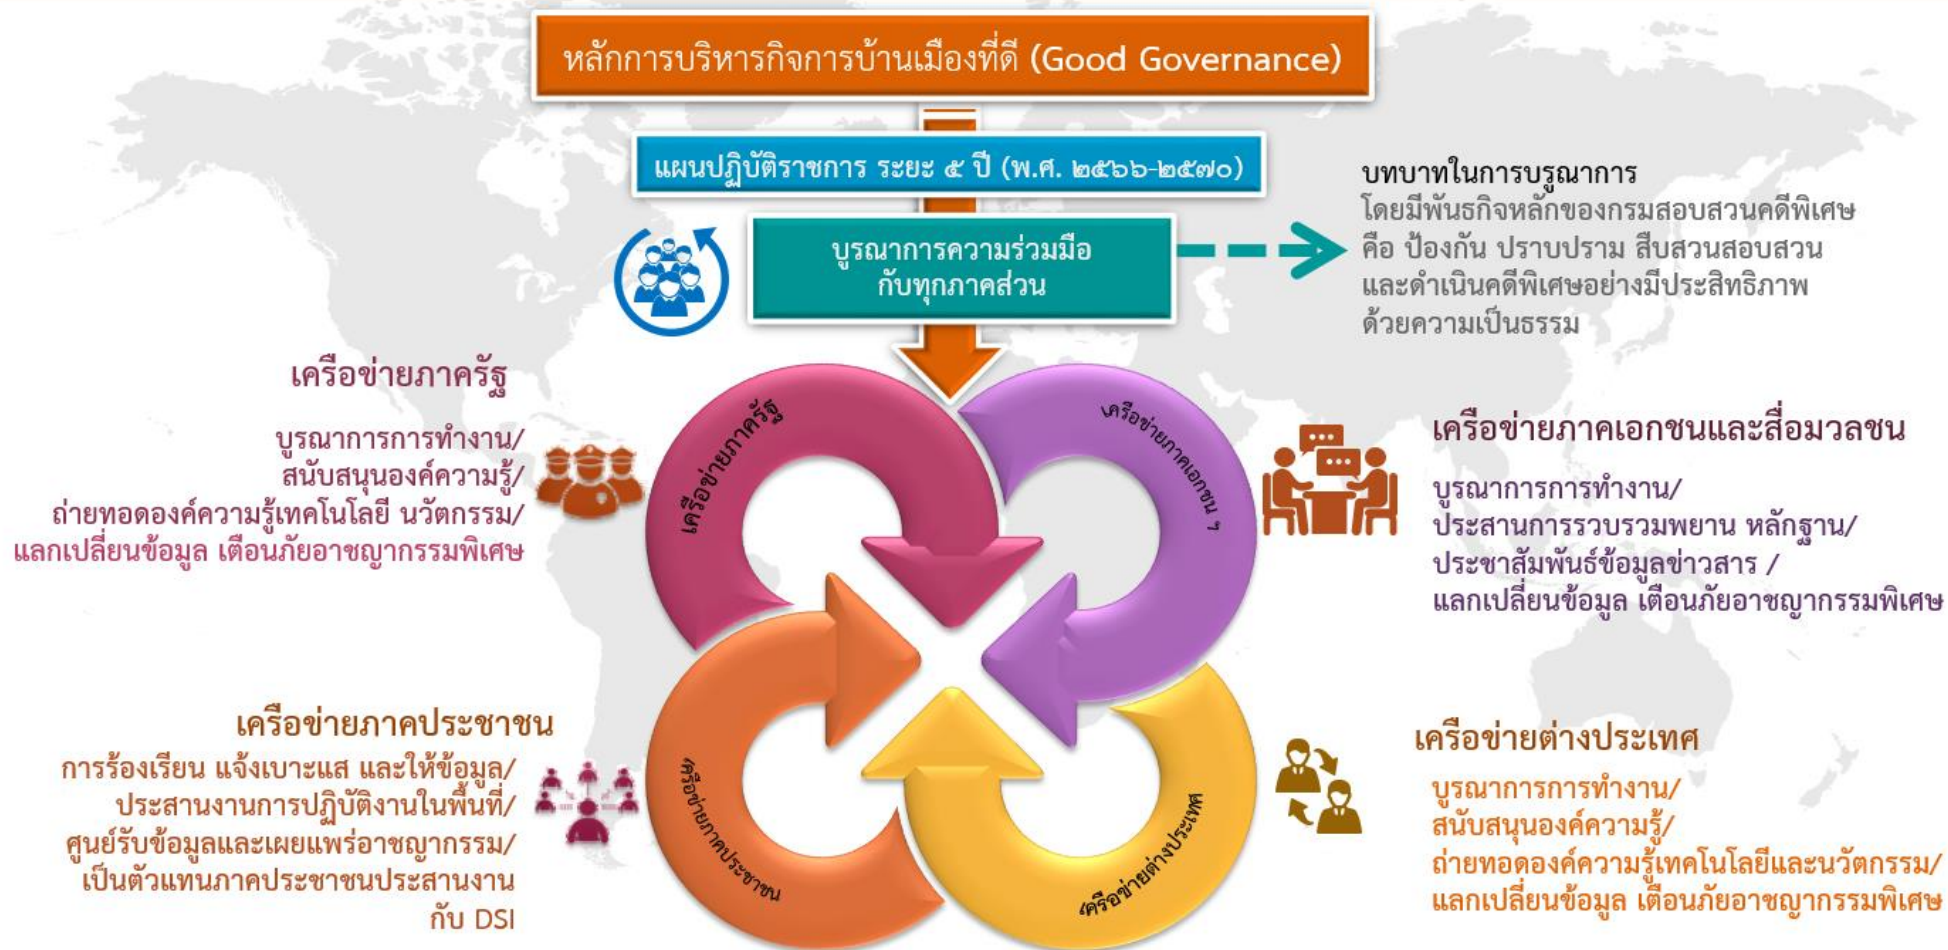 หลักการบริหารกิจการบ้านเมืองที่ดี (Good Governance)
แผนปฏิบัติราชการ ระยะ ๕ ปี (พ.ศ. ๒๕๖๖-๒๕๗๐)
บูรณาการความร่วมมือ
กับทุกภาคส่วน
บทบาทในการบรูณาการ
โดยมีพันธกิจหลักของกรมสอบสวนคดีพิเศษ
คือ ป้องกัน ปราบปราม สืบสวนสอบสวน
และดำเนินคดีพิเศษอย่างมีประสิทธิภาพ
ด้วยความเป็นธรรม
เครือข่ายภาครัฐ
บูรณาการการทำงาน/
สนับสนุนองค์ความรู้/
ถ่ายทอดองค์ความรู้เทคโนโลยี นวัตกรรม/
แลกเปลี่ยนข้อมูล เตือนภัยอาชญากรรมพิเศษ
เครือข่ายภาครัฐ
เครือข่ายภาคเอกชน ฯ
เครือข่ายภาคเอกชนและสื่อมวลชน
บูรณาการการทำงาน/
ประสานการรวบรวมพยาน หลักฐาน/
ประชาสัมพันธ์ข้อมูลข่าวสาร /
แลกเปลี่ยนข้อมูล เตือนภัยอาชญากรรมพิเศษ
เครือข่ายภาคประชาชน
การร้องเรียน แจ้งเบาะแส และให้ข้อมูล/
ประสานงานการปฏิบัติงานในพื้นที่/
ศูนย์รับข้อมูลและเผยแพร่อาชญากรรม/
เป็นตัวแทนภาคประชาชนประสานงาน
กับ DSI
เครือข่ายภาคประชาชน
เครือข่ายต่างประเทศ
เครือข่ายต่างประเทศ
บูรณาการการทำงาน/
สนับสนุนองค์ความรู้/
ถ่ายทอดองค์ความรู้เทคโนโลยีและนวัตกรรม/
แลกเปลี่ยนข้อมูล เตือนภัยอาชญากรรมพิเศษ